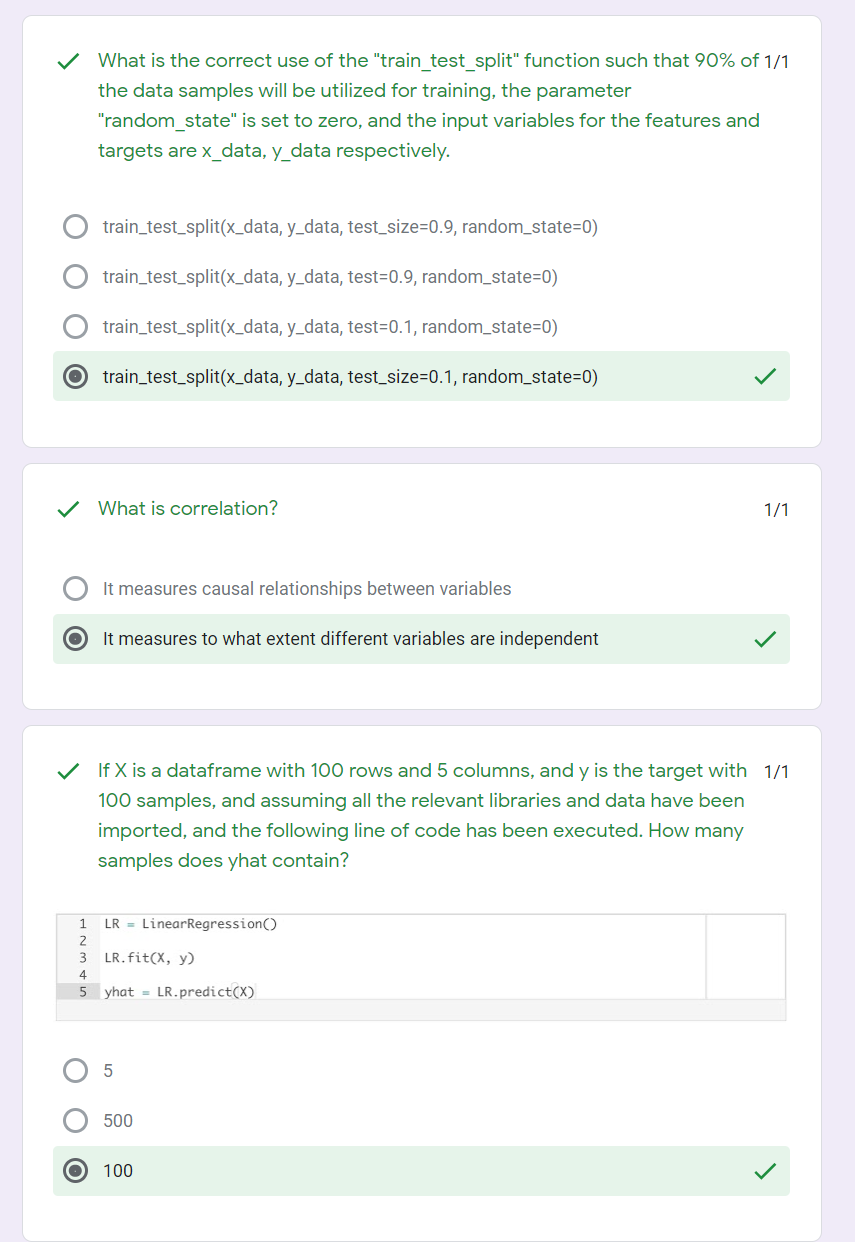 What is the correct use of the "train_test_split" function such that 90% of 1/1
the data samples will be utilized for training, the parameter
"random_state" is set to zero, and the input variables for the features and
targets are x_data, y_data respectively.
train_test_split(x_data, y_data, test_size=0.9, random_state=0)
train_test_split(x_data, y_data, test=0.9, random_state=0)
train_test_split(x_data, y_data, test=0.1, random_state=0)
train_test_split(x_data, y_data, test_size=0.1, random_state=0)
What is correlation? 1/1
It measures causal relationships between variables
It measures to what extent different variables are independent
If X is a dataframe with 100 rows and 5 columns, and y is the target with 1/1
100 samples, and assuming all the relevant libraries and data have been
imported, and the following line of code has been executed. How many
samples does yhat contain?
1 LR = LinearRegression()
2
3 LR.fit(X, y)
4
5 yhat = LR.predict(X)
5
500
100